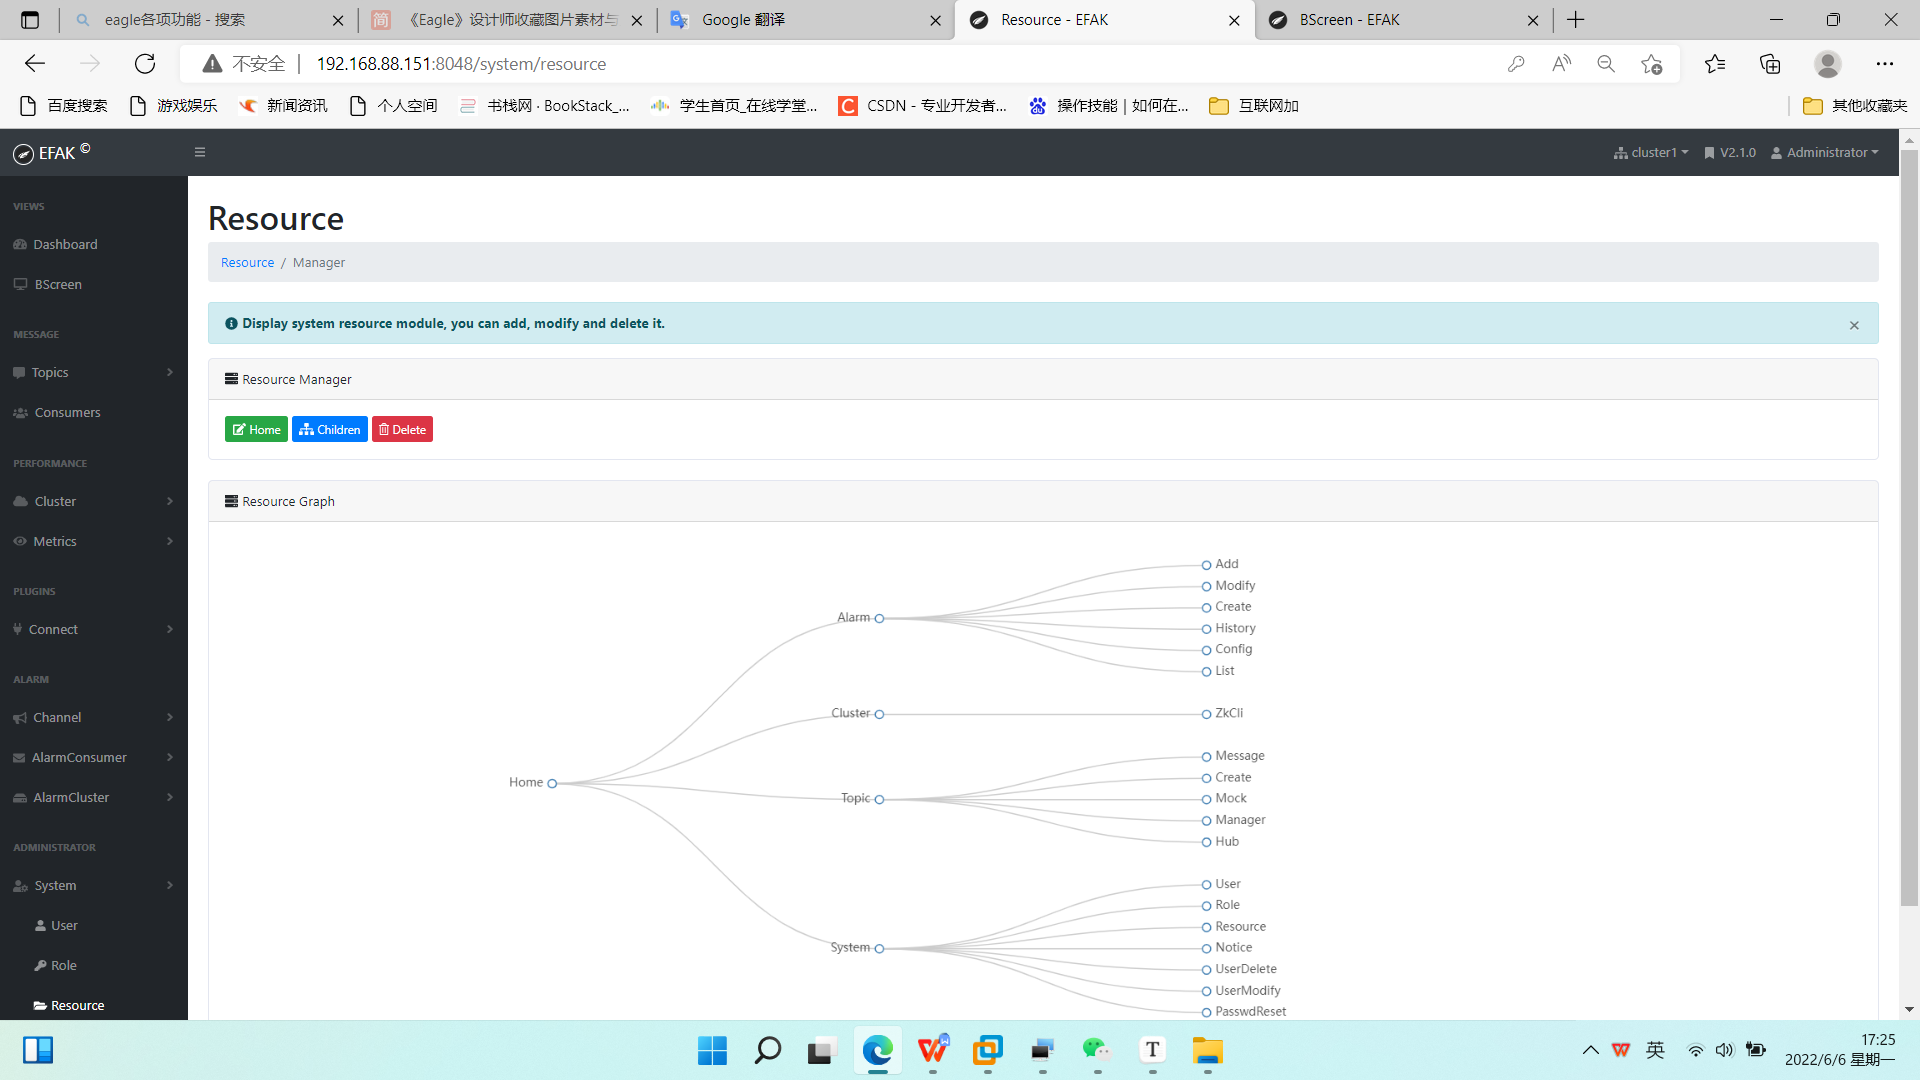 eagle各项功能 - 搜索
《Eagle》设计师收藏图片素材与
Google 翻译
Resource - EFAK
BScreen - EFAK
不安全
192.168.88.151:8048/system/resource
百度搜索
游戏娱乐
新闻资讯
个人空间
书栈网 · BookStack_...
学生首页_在线学堂...
CSDN - 专业开发者...
操作技能 | 如何在...
互联网加
其他收藏夹
EFAK ©
cluster1
V2.1.0
Administrator
VIEWS
Dashboard
BScreen
MESSAGE
Topics
Consumers
PERFORMANCE
Cluster
Metrics
PLUGINS
Connect
ALARM
Channel
AlarmConsumer
AlarmCluster
ADMINISTRATOR
System
User
Role
Resource
Resource
Resource / Manager
Display system resource module, you can add, modify and delete it.
Resource Manager
Home
Children
Delete
Resource Graph
Home
Alarm
Add
Modify
Create
History
Config
List
Cluster
ZkCli
Topic
Message
Create
Mock
Manager
Hub
System
User
Role
Resource
Notice
UserDelete
UserModify
PasswdReset
英
17:25
2022/6/6 星期一